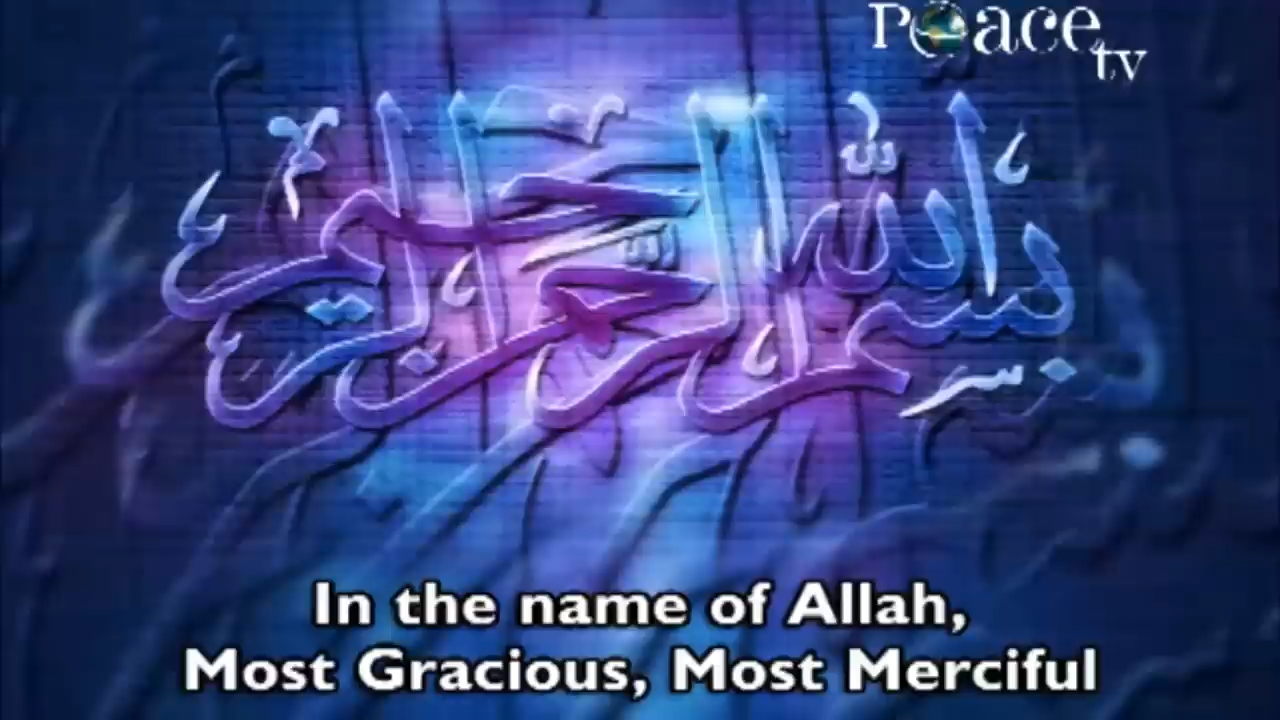 Peace tv
بسم الله الرحمن الرحيم
In the name of Allah,
Most Gracious, Most Merciful